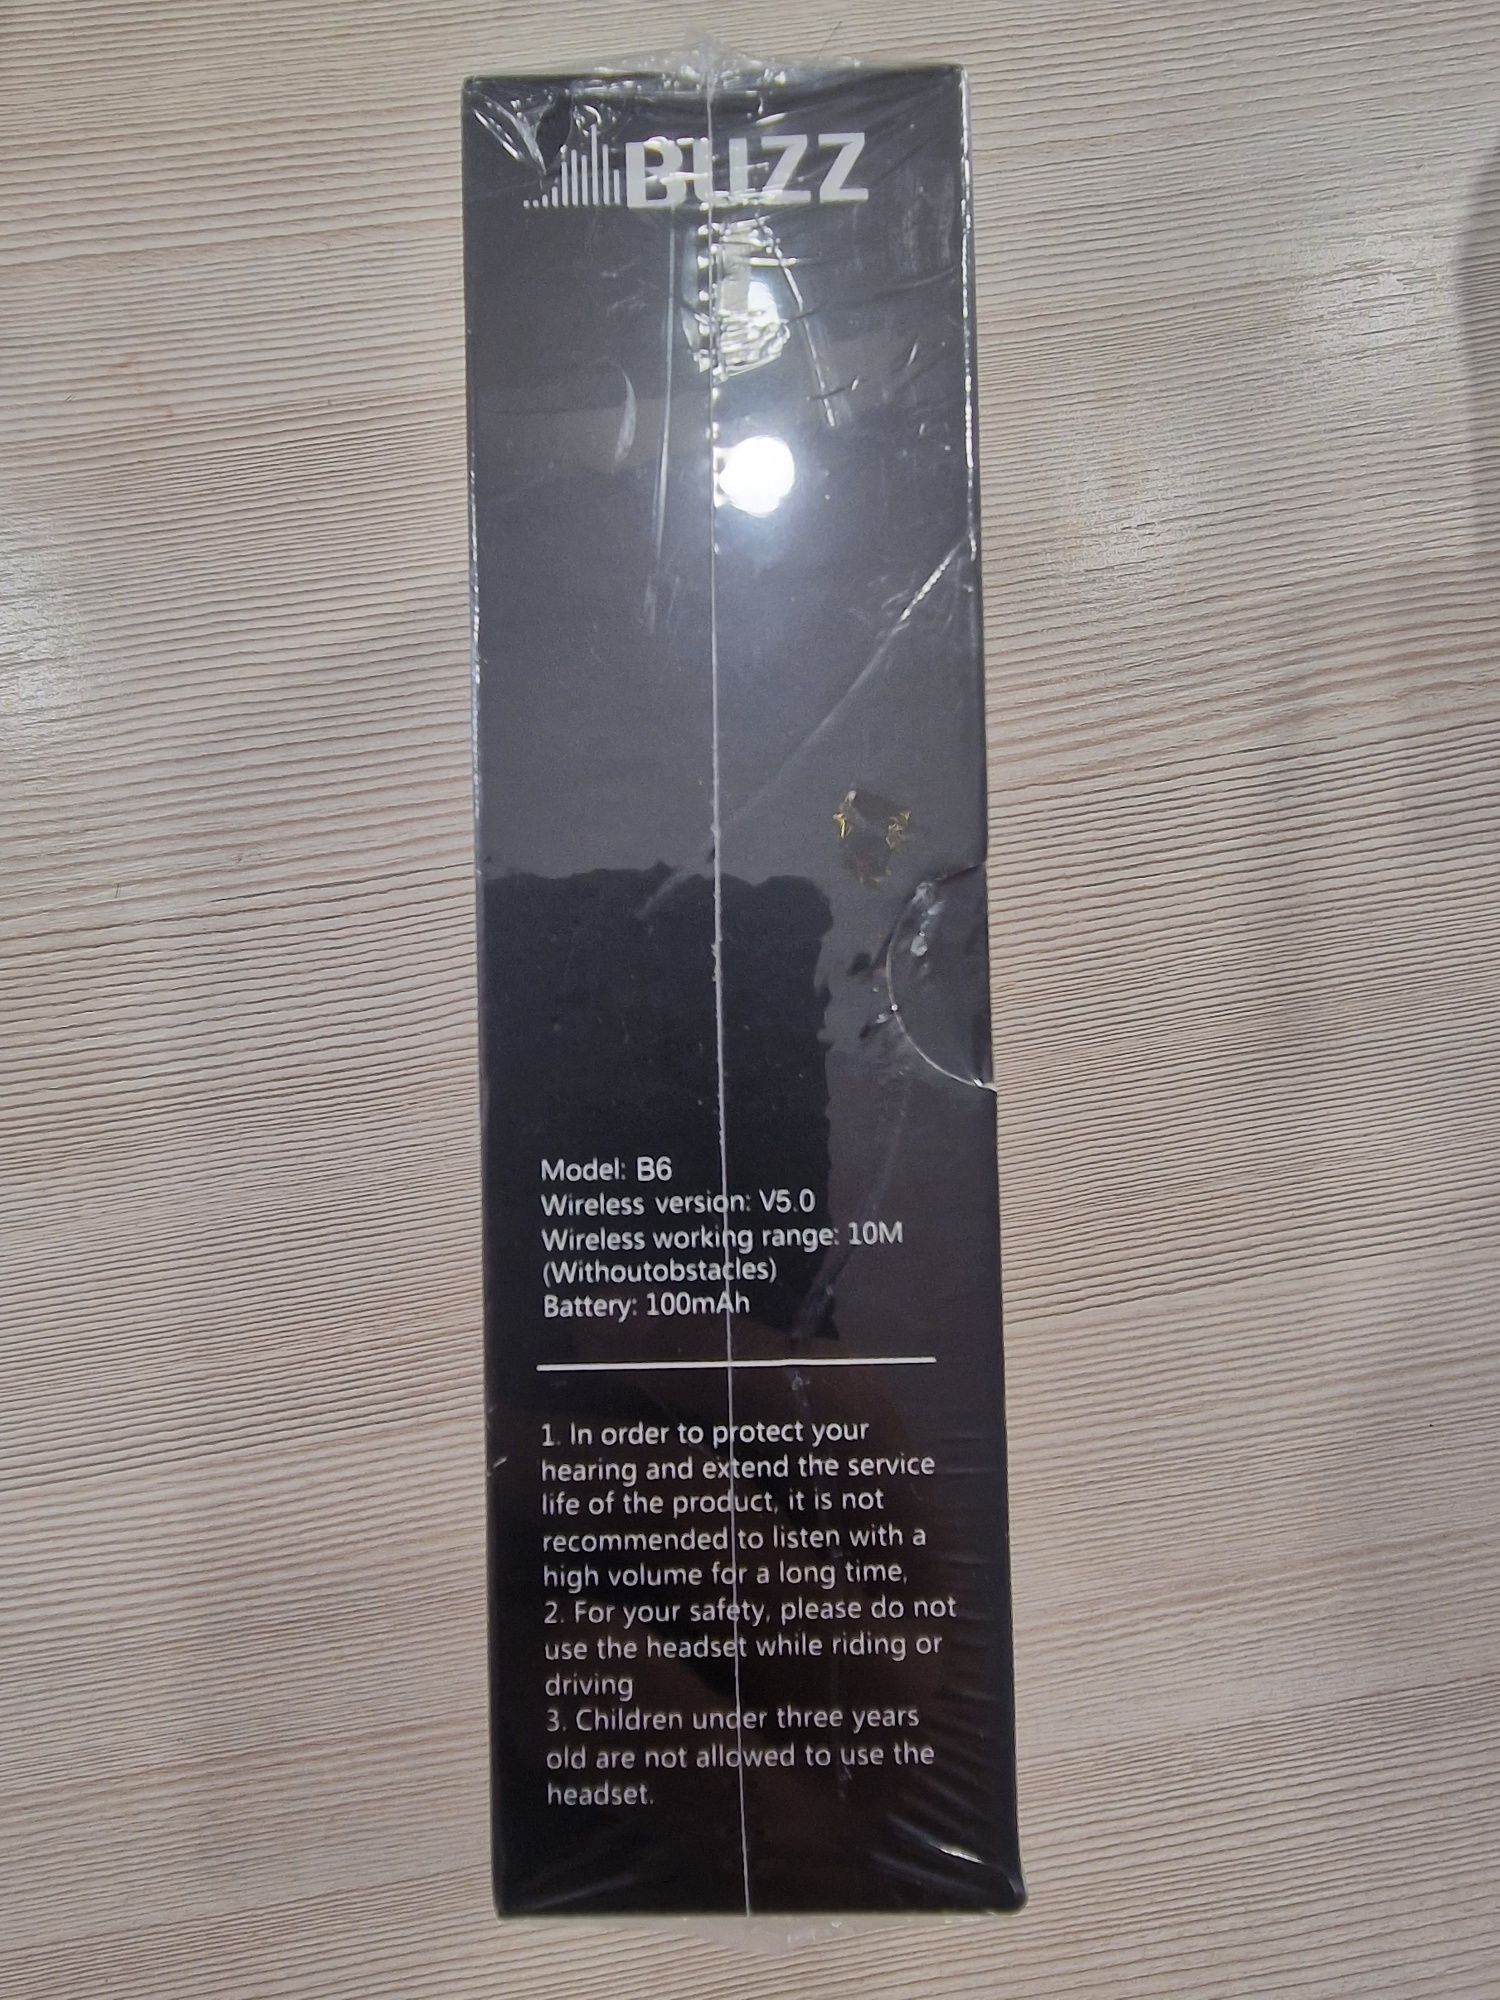 BUZZ
Model: B6
Wireless version: V5.0
Wireless working range: 10M
(Withoutobstacles)
Battery: 100mAh
1. In order to protect your
hearing and extend the service
life of the product, it is not
recommended to listen with a
high volume for a long time,
2. For your safety, please do not
use the headset while riding or
driving
3. Children under three years
old are not allowed to use the
headset.